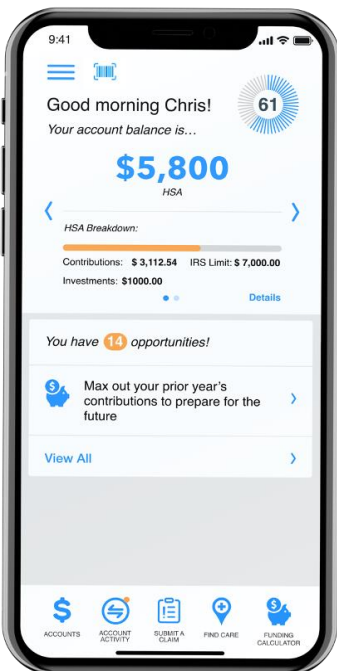 9:41
Good morning Chris!
61
Your account balance is...
$5,800
HSA
HSA Breakdown:
Contributions: $ 3,112.54 IRS Limit: $ 7,000.00
Investments: $1000.00
Details
You have 14 opportunities!
Max out your prior year's
contributions to prepare for the
future
View All
ACCOUNTS
ACCOUNT
ACTIVITY
SUBMIT A
CLAIM
FIND CARE
FUNDING
CALCULATOR